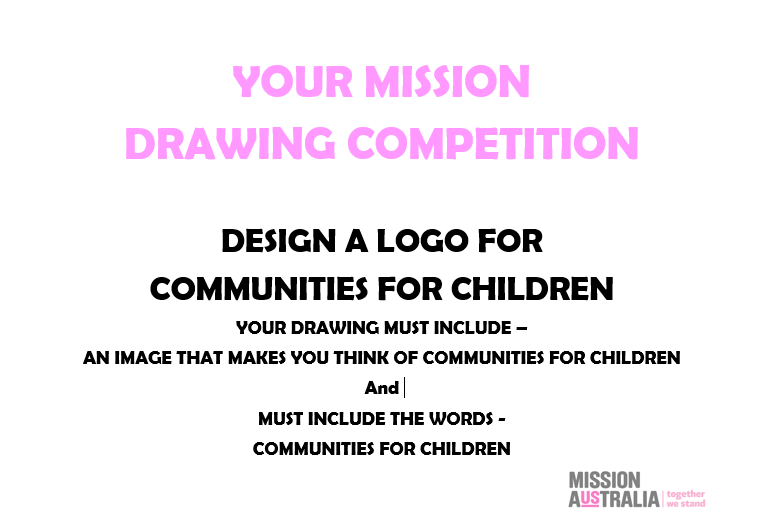 YOUR MISSION
DRAWING COMPETITION
DESIGN A LOGO FOR
COMMUNITIES FOR CHILDREN
YOUR DRAWING MUST INCLUDE –
AN IMAGE THAT MAKES YOU THINK OF COMMUNITIES FOR CHILDREN
And
MUST INCLUDE THE WORDS -
COMMUNITIES FOR CHILDREN
MISSION
AUSTRALIA
together
we stand